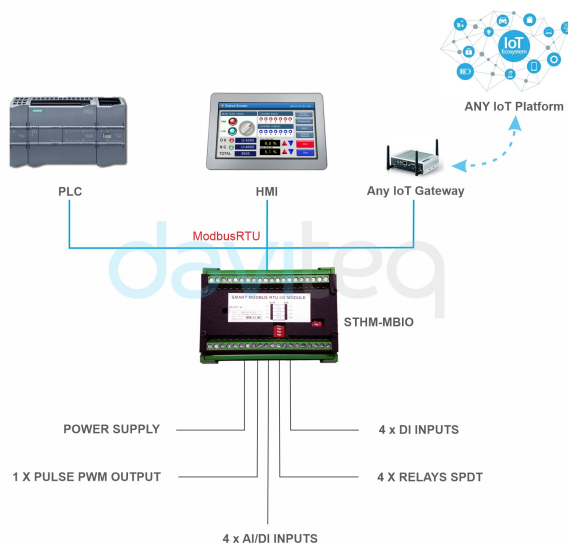 IoT
Ecosystem
ANY IoT Platform
PLC
HMI
Any IoT Gateway
ModbusRTU
daviteq
SMART MODBUS RTU I/O MODULE
STHM-MBIO
POWER SUPPLY
4 x DI INPUTS
1 X PULSE PWM OUTPUT
4 X RELAYS SPDT
4 x AI/DI INPUTS